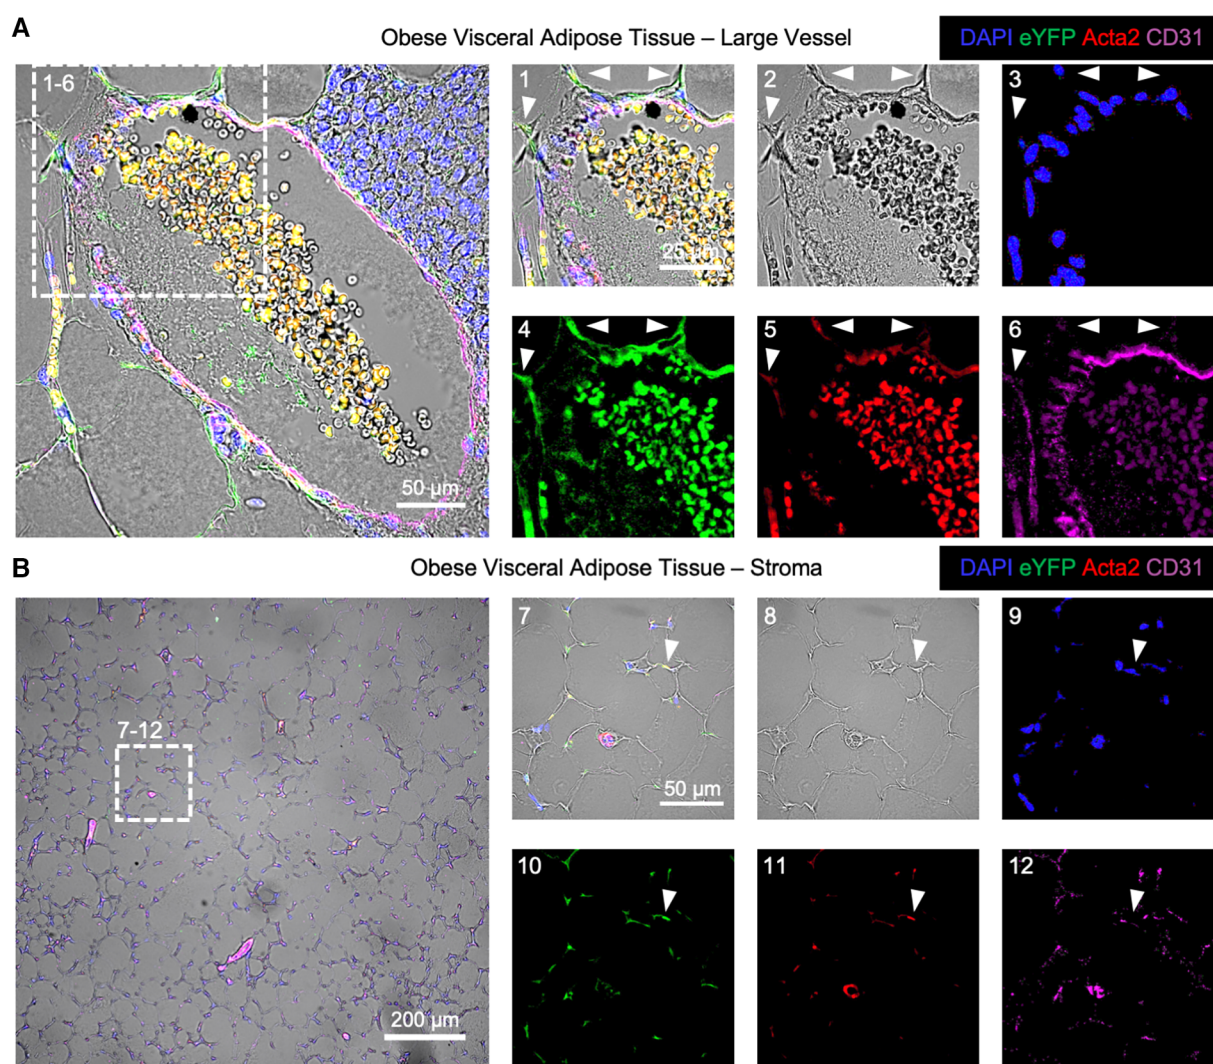 A
Obese Visceral Adipose Tissue – Large Vessel
DAPI eYFP Acta2 CD31
1-6
50 µm
1
25 µm
2
3
4
5
6
B
Obese Visceral Adipose Tissue – Stroma
DAPI eYFP Acta2 CD31
7-12
200 µm
7
50 µm
8
9
10
11
12